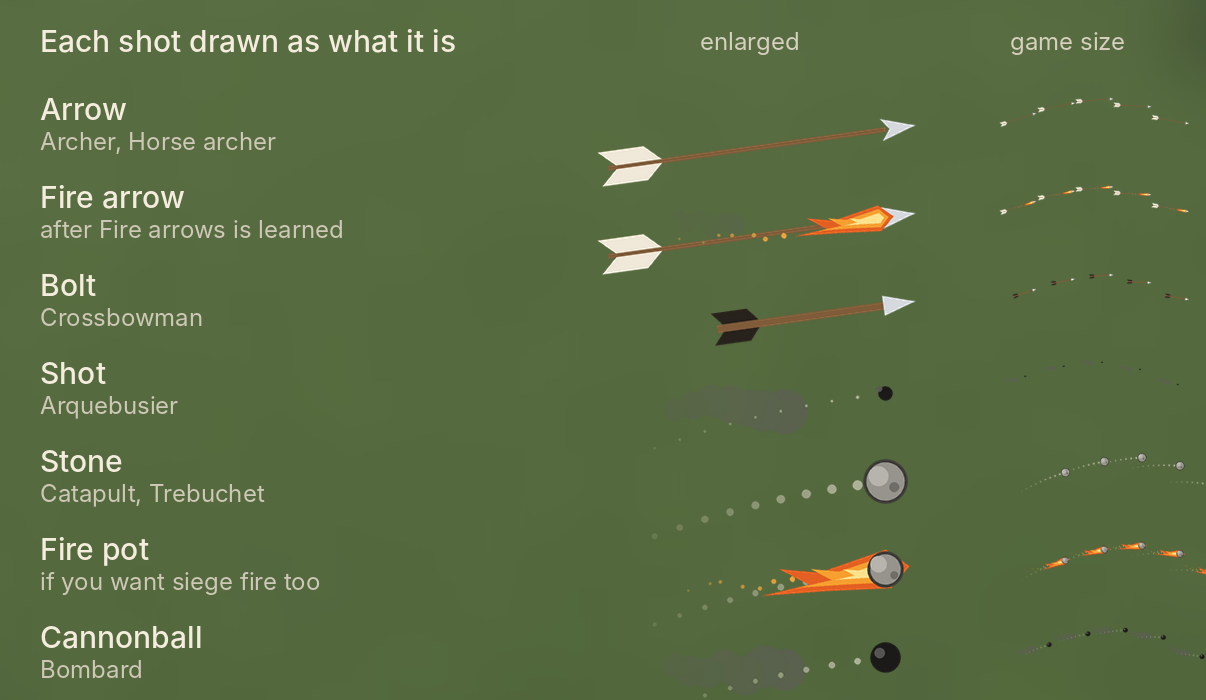 Each shot drawn as what it is
enlarged
game size
Arrow
Archer, Horse archer
Fire arrow
after Fire arrows is learned
Bolt
Crossbowman
Shot
Arquebusier
Stone
Catapult, Trebuchet
Fire pot
if you want siege fire too
Cannonball
Bombard